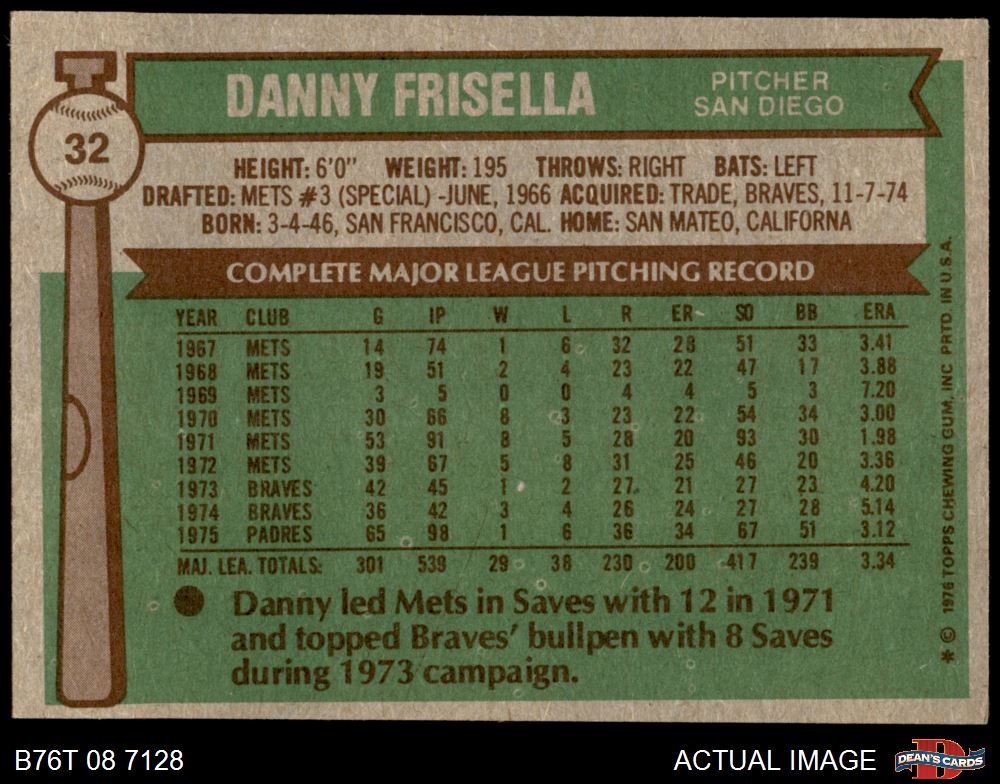 32
DANNY FRISELLA
PITCHER
SAN DIEGO
HEIGHT: 6'0" WEIGHT: 195 THROWS: RIGHT BATS: LEFT
DRAFTED: METS #3 (SPECIAL) -JUNE, 1966 ACQUIRED: TRADE, BRAVES, 11-7-74
BORN: 3-4-46, SAN FRANCISCO, CAL. HOME: SAN MATEO, CALIFORNIA
COMPLETE MAJOR LEAGUE PITCHING RECORD
YEAR CLUB G IP W L R ER SO BB ERA
1967 METS 14 74 1 6 32 28 51 33 3.41
1968 METS 19 51 2 4 23 22 47 17 3.88
1969 METS 3 5 0 0 4 4 5 3 7.20
1970 METS 30 66 8 3 23 22 54 34 3.00
1971 METS 53 91 8 5 28 20 93 30 1.98
1972 METS 39 67 5 8 31 25 46 20 3.36
1973 BRAVES 42 45 1 2 27 21 27 23 4.20
1974 BRAVES 36 42 3 4 26 24 27 28 5.14
1975 PADRES 65 98 1 6 36 34 67 51 3.12
MAJ. LEA. TOTALS: 301 539 29 38 230 200 417 239 3.34
● Danny led Mets in Saves with 12 in 1971
and topped Braves' bullpen with 8 Saves
during 1973 campaign.
* © 1976 TOPPS CHEWING GUM, INC PRTD. IN U.S.A.
B76T 08 7128
ACTUAL IMAGE
D
DEAN'S CARDS